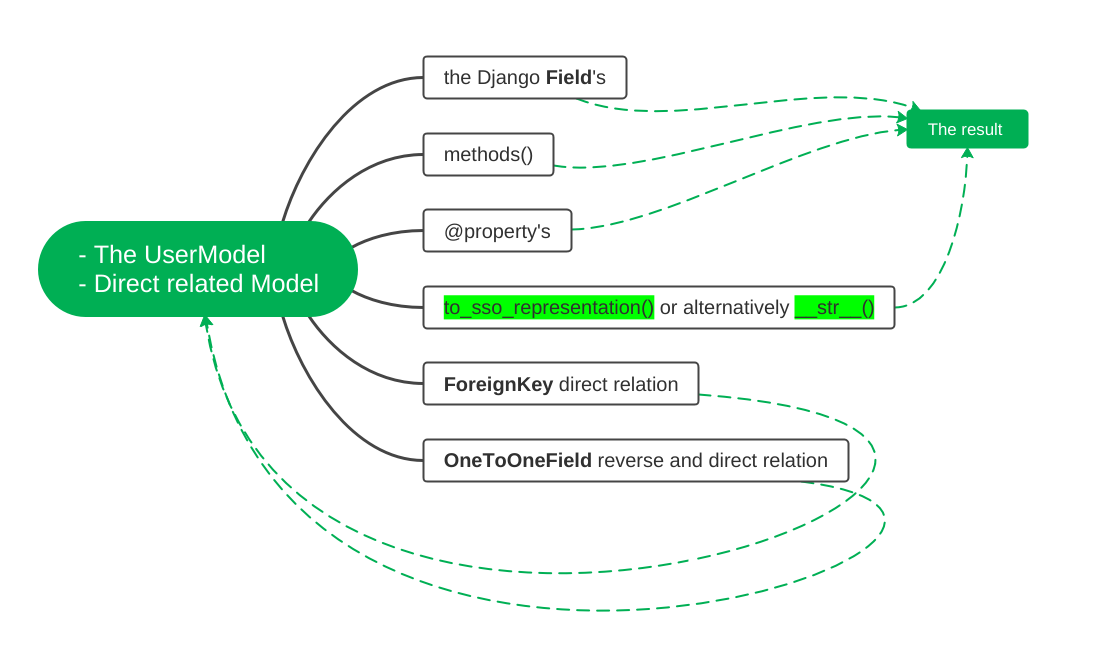 the Django Field's
The result
methods()
@property's
- The UserModel
- Direct related Model
to_sso_representation() or alternatively __str__()
ForeignKey direct relation
OneToOneField reverse and direct relation